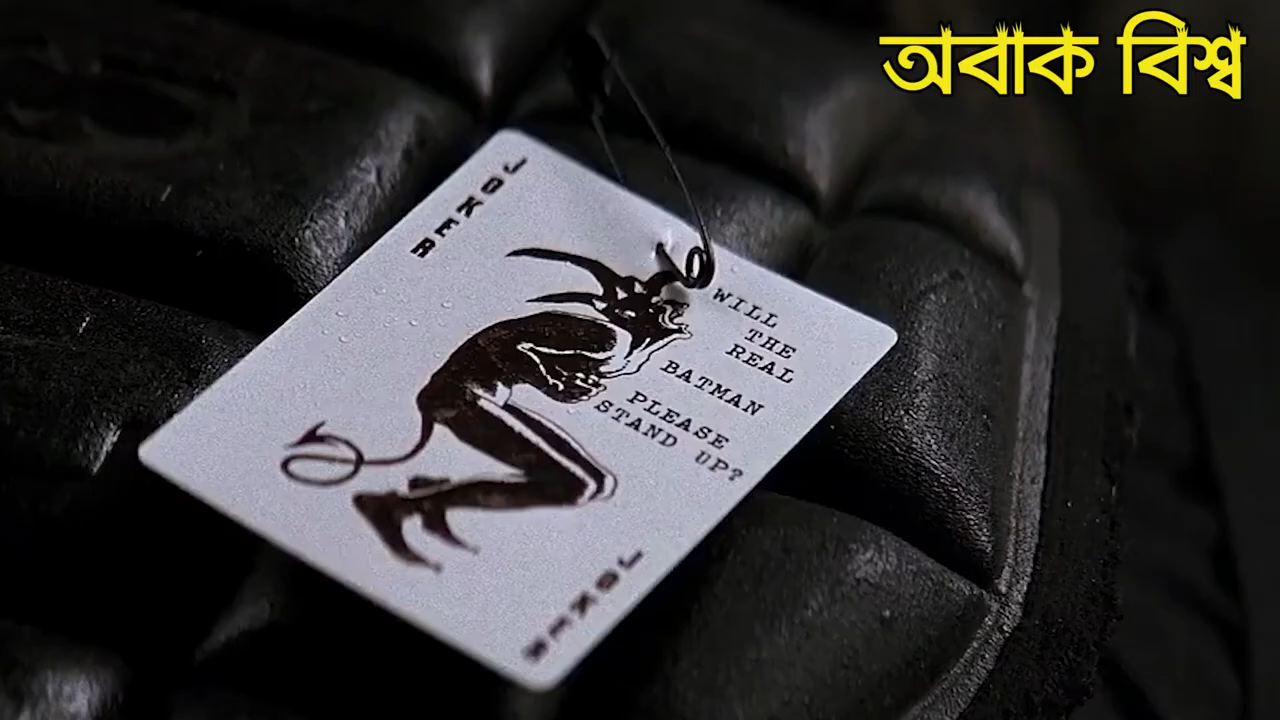 অবাক বিশ্ব
JOKER
WILL
THE
REAL
BATMAN
PLEASE
STAND UP?
JOKER